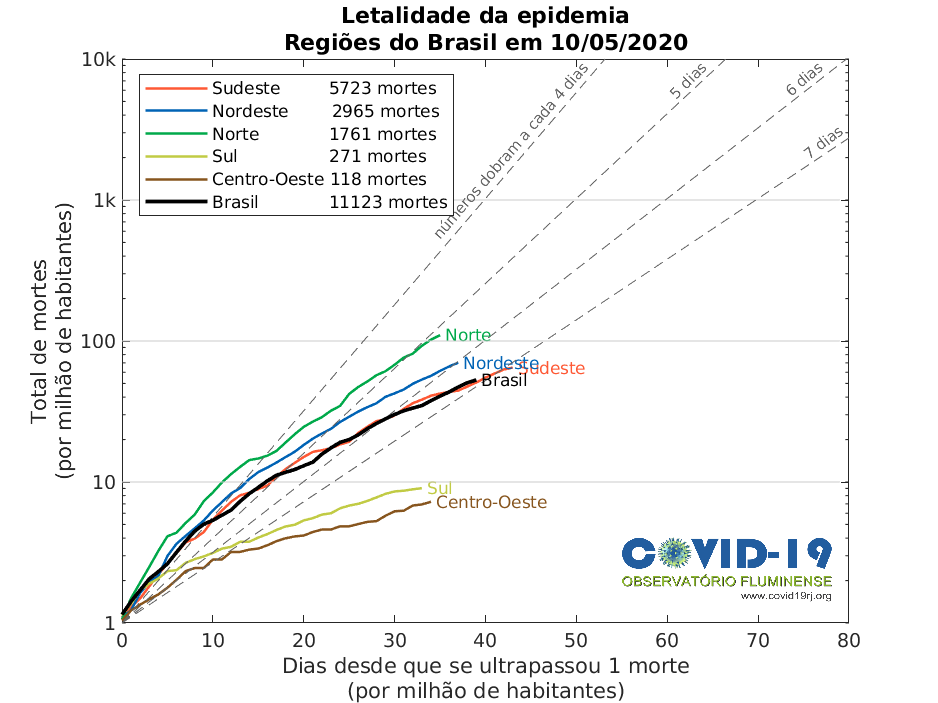 Letalidade da epidemia
Regiões do Brasil em 10/05/2020
Total de mortes
(por milhão de habitantes)
10k
1k
100
10
1
Sudeste 5723 mortes
Nordeste 2965 mortes
Norte 1761 mortes
Sul 271 mortes
Centro-Oeste 118 mortes
Brasil 11123 mortes
números dobram a cada 4 dias
5 dias
6 dias
7 dias
Norte
Nordeste
Sudeste
Brasil
Sul
Centro-Oeste
COVID-19
OBSERVATÓRIO FLUMINENSE
www.covid19rj.org
0 10 20 30 40 50 60 70 80
Dias desde que se ultrapassou 1 morte
(por milhão de habitantes)